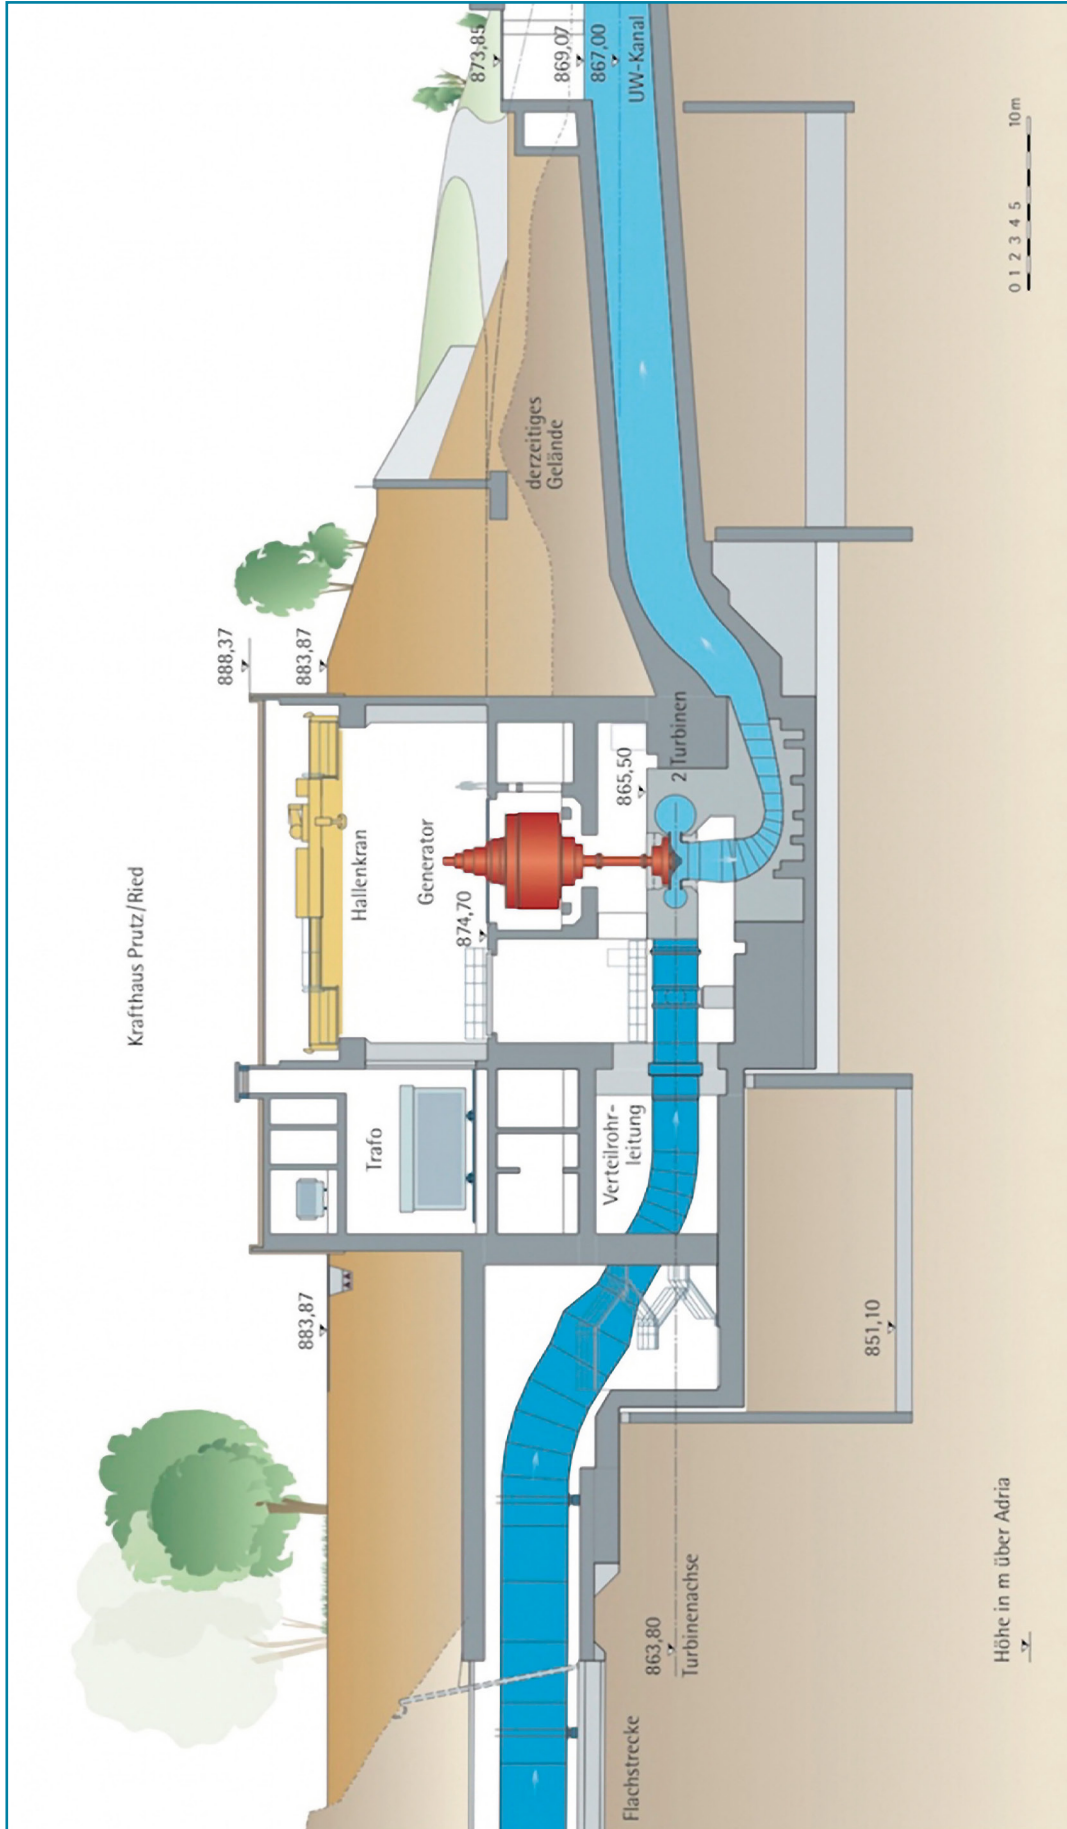 Krafthaus Prutz/Ried
888,37
883,87
883,87
Hallenkran
Trafo
Generator
874,70
873,85
869,07
867,00
UW-Kanal
derzeitiges
Gelände
Verteilrohr-
leitung
865,50
2 Turbinen
863,80
Turbinenachse
Flachstrecke
851,10
Höhe in m über Adria
0 1 2 3 4 5 10m